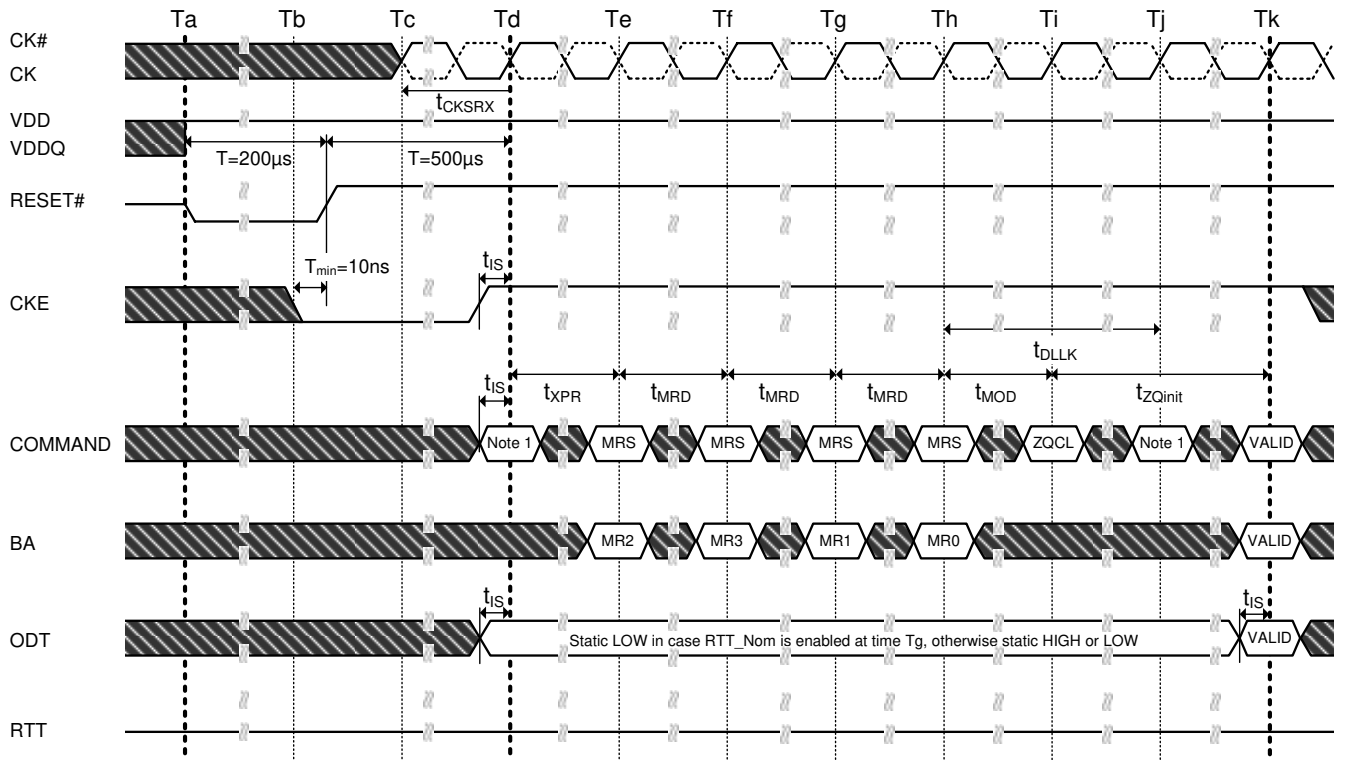 Ta Tb Tc Td Te Tf Tg Th Ti Tj Tk
CK#
CK
tCKSRX
VDD
VDDQ
T=200µs T=500µs
RESET#
Tmin=10ns
tIS
CKE
tDLLK
tIS
tXPR tMRD tMRD tMRD tMOD tZQinit
COMMAND Note 1 MRS MRS MRS MRS ZQCL Note 1 VALID
BA MR2 MR3 MR1 MR0 VALID
tIS tIS
ODT Static LOW in case RTT_Nom is enabled at time Tg, otherwise static HIGH or LOW VALID
RTT